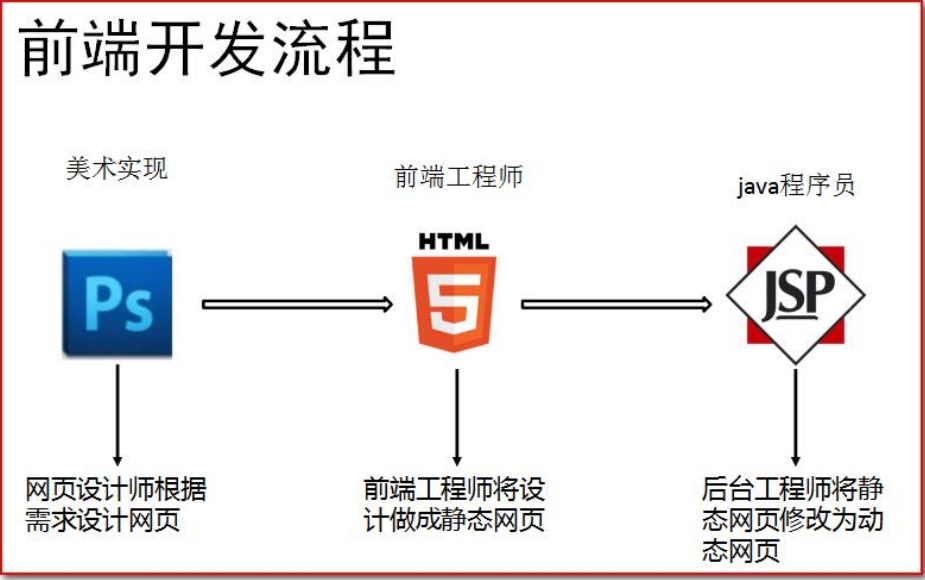 前端开发流程
美术实现
前端工程师
java程序员
Ps
HTML
5
JSP
网页设计师根据
需求设计网页
前端工程师将设
计做成静态网页
后台工程师将静
态网页修改为动
态网页